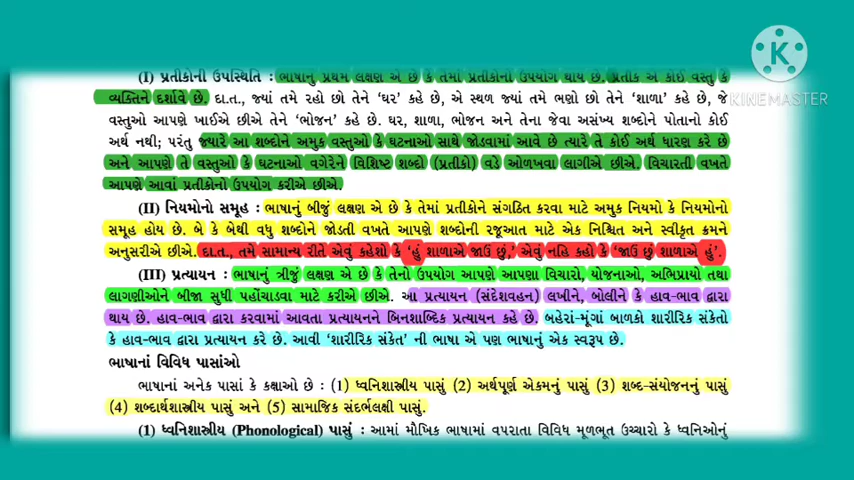 (I) પ્રતીકોની ઉપસ્થિતિ : ભાષાનું પ્રથમ લક્ષણ એ છે કે તેમાં પ્રતીકોનો ઉપયોગ થાય છે. પ્રતીક એ કોઈ વસ્તુ કે
વ્યક્તિને દર્શાવે છે. દા.ત., જ્યાં તમે રહો છો તેને ‘ઘર’ કહે છે, એ સ્થળ જ્યાં તમે ભણો છો તેને ‘શાળા’ કહે છે, જે
વસ્તુઓ આપણે ખાઈએ છીએ તેને ‘ભોજન’ કહે છે. ઘર, શાળા, ભોજન અને તેના જેવા અસંખ્ય શબ્દોને પોતાનો કોઈ
અર્થ નથી; પરંતુ જ્યારે આ શબ્દોને અમુક વસ્તુઓ કે ઘટનાઓ સાથે જોડવામાં આવે છે ત્યારે તે કોઈ અર્થ ધારણ કરે છે
અને આપણે તે વસ્તુઓ કે ઘટનાઓ વગેરેને વિશિષ્ટ શબ્દો (પ્રતીકો) વડે ઓળખવા લાગીએ છીએ. વિચારતી વખતે
આપણે આવાં પ્રતીકોનો ઉપયોગ કરીએ છીએ.
(II) નિયમોનો સમૂહ : ભાષાનું બીજું લક્ષણ એ છે કે તેમાં પ્રતીકોને સંગઠિત કરવા માટે અમુક નિયમો કે નિયમોનો
સમૂહ હોય છે. બે કે બેથી વધુ શબ્દોને જોડતી વખતે આપણે શબ્દોની રજૂઆત માટે એક નિશ્ચિત અને સ્વીકૃત ક્રમને
અનુસરીએ છીએ. દા.ત., તમે સામાન્ય રીતે એવું કહેશો કે ‘હું શાળાએ જાઉં છું,’ એવું નહિ કહો કે ‘જાઉં છું શાળાએ હું’.
(III) પ્રત્યાયન : ભાષાનું ત્રીજું લક્ષણ એ છે કે તેનો ઉપયોગ આપણે આપણા વિચારો, યોજનાઓ, અભિપ્રાયો તથા
લાગણીઓને બીજા સુધી પહોંચાડવા માટે કરીએ છીએ. આ પ્રત્યાયન (સંદેશવહન) લખીને, બોલીને કે હાવ-ભાવ દ્વારા
થાય છે. હાવ-ભાવ દ્વારા કરવામાં આવતા પ્રત્યાયનને બિનશાબ્દિક પ્રત્યાયન કહે છે. બહેરાં-મૂંગાં બાળકો શારીરિક સંકેતો
કે હાવ-ભાવ દ્વારા પ્રત્યાયન કરે છે. આવી ‘શારીરિક સંકેત’ ની ભાષા એ પણ ભાષાનું એક સ્વરૂપ છે.
ભાષાનાં વિવિધ પાસાંઓ
ભાષાનાં અનેક પાસાં કે કક્ષાઓ છે : (1) ધ્વનિશાસ્ત્રીય પાસું (2) અર્થપૂર્ણ એકમનું પાસું (3) શબ્દ-સંયોજનનું પાસું
(4) શબ્દાર્થશાસ્ત્રીય પાસું અને (5) સામાજિક સંદર્ભલક્ષી પાસું.
(1) ધ્વનિશાસ્ત્રીય (Phonological) પાસું : આમાં મૌખિક ભાષામાં વપરાતા વિવિધ મૂળભૂત ઉચ્ચારો કે ધ્વનિઓનું
K
KINEMASTER